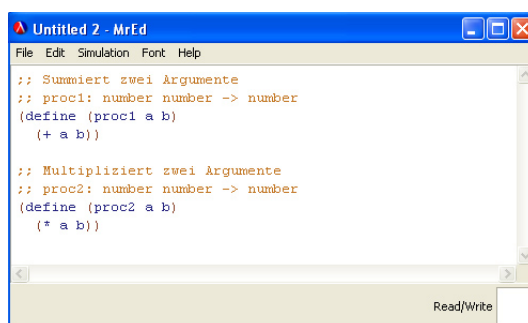 Untitled 2 - MrEd
File Edit Simulation Font Help
;; Summiert zwei Argumente
;; proc1: number number -> number
(define (proc1 a b)
  (+ a b))
;; Multipliziert zwei Argumente
;; proc2: number number -> number
(define (proc2 a b)
  (* a b))
Read/Write